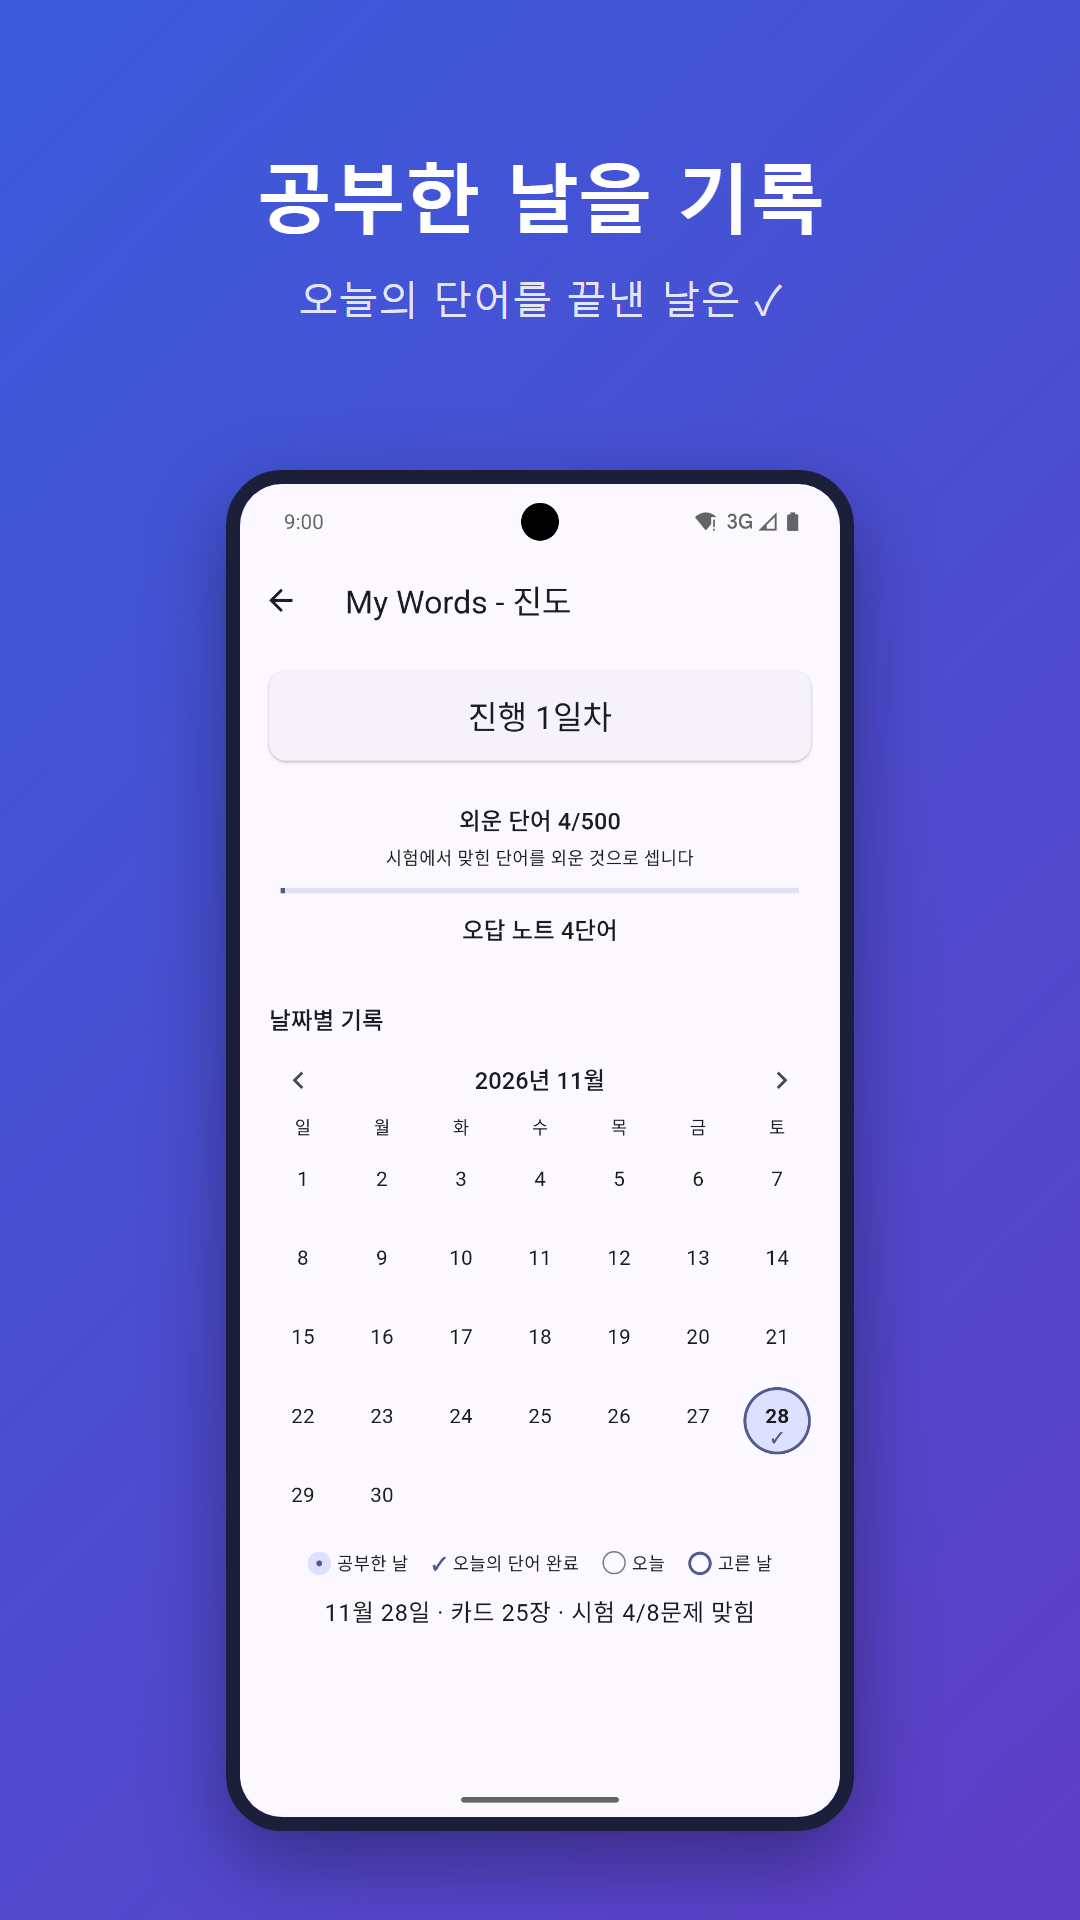 공부한 날을 기록
오늘의 단어를 끝낸 날은 ✓
9:00 3G
My Words - 진도
진행 1일차
외운 단어 4/500
시험에서 맞힌 단어를 외운 것으로 셉니다
오답 노트 4단어
날짜별 기록
2026년 11월
일 월 화 수 목 금 토
1 2 3 4 5 6 7
8 9 10 11 12 13 14
15 16 17 18 19 20 21
22 23 24 25 26 27 28
✓
29 30
공부한 날 ✓ 오늘의 단어 완료 오늘 고른 날
11월 28일 · 카드 25장 · 시험 4/8문제 맞힘